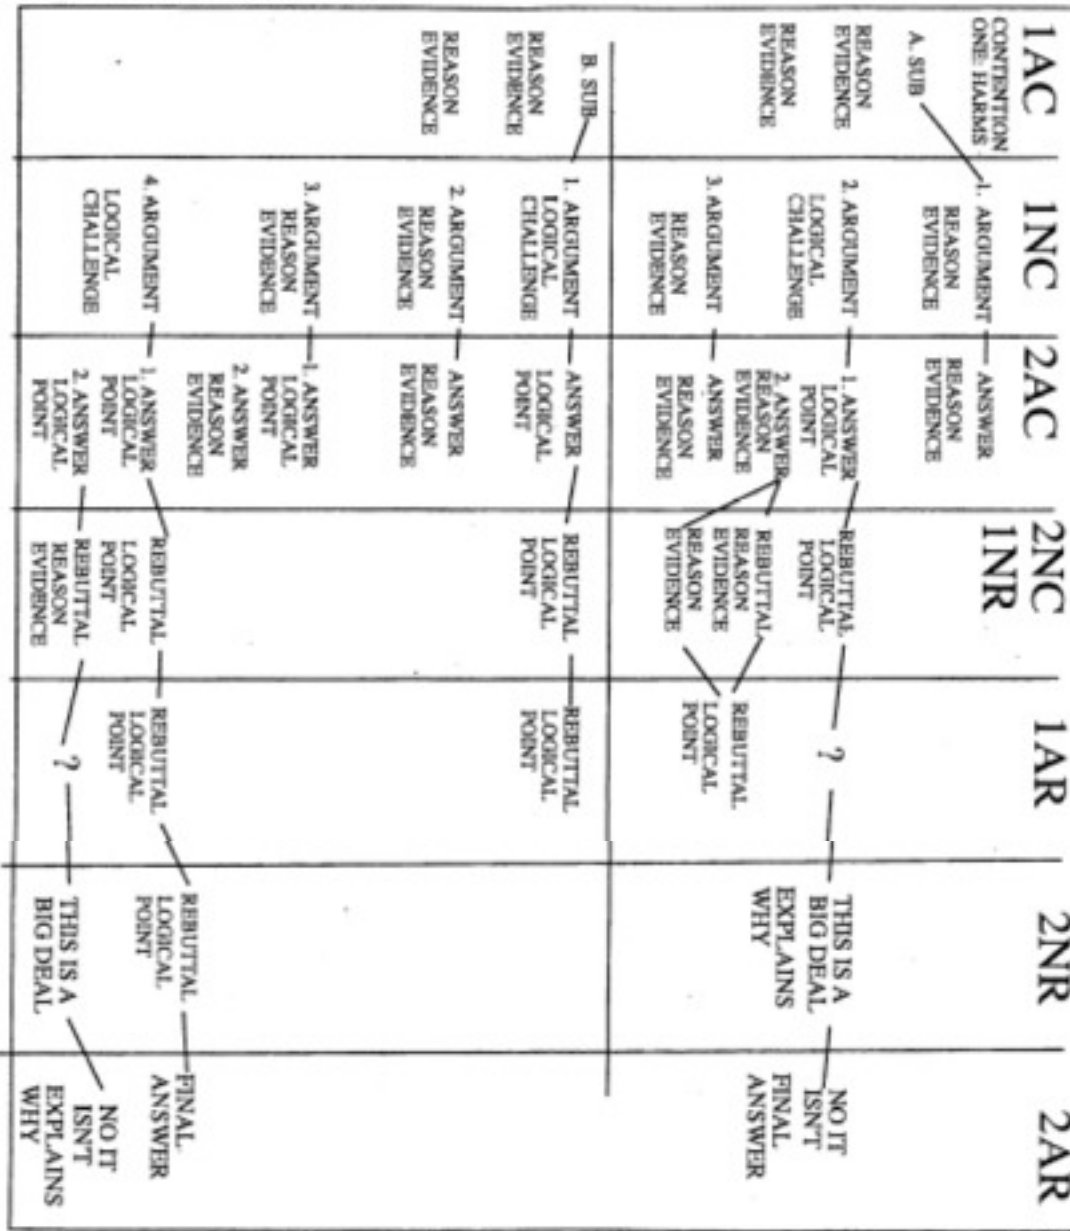 1AC
1NC
2AC
2NC
1NR
1AR
2NR
2AR
CONTENTION
ONE: HARMS
A. SUB
REASON
EVIDENCE
REASON
EVIDENCE
1. ARGUMENT
REASON
EVIDENCE
2. ARGUMENT
LOGICAL
CHALLENGE
3. ARGUMENT
REASON
EVIDENCE
ANSWER
REASON
EVIDENCE
1. ANSWER
LOGICAL
POINT
2. ANSWER
REASON
EVIDENCE
ANSWER
REASON
EVIDENCE
REBUTTAL
LOGICAL
POINT
REBUTTAL
REASON
EVIDENCE
REASON
EVIDENCE
?
REBUTTAL
LOGICAL
POINT
THIS IS A
BIG DEAL
EXPLAINS
WHY
NO IT
ISN'T
FINAL
ANSWER
B. SUB
REASON
EVIDENCE
REASON
EVIDENCE
1. ARGUMENT
LOGICAL
CHALLENGE
2. ARGUMENT
REASON
EVIDENCE
3. ARGUMENT
REASON
EVIDENCE
4. ARGUMENT
LOGICAL
CHALLENGE
ANSWER
LOGICAL
POINT
ANSWER
REASON
EVIDENCE
1. ANSWER
LOGICAL
POINT
2. ANSWER
REASON
EVIDENCE
1. ANSWER
LOGICAL
POINT
2. ANSWER
LOGICAL
POINT
REBUTTAL
LOGICAL
POINT
REBUTTAL
LOGICAL
POINT
REBUTTAL
REASON
EVIDENCE
REBUTTAL
LOGICAL
POINT
REBUTTAL
LOGICAL
POINT
?
REBUTTAL
LOGICAL
POINT
THIS IS A
BIG DEAL
FINAL
ANSWER
NO IT
ISN'T
EXPLAINS
WHY